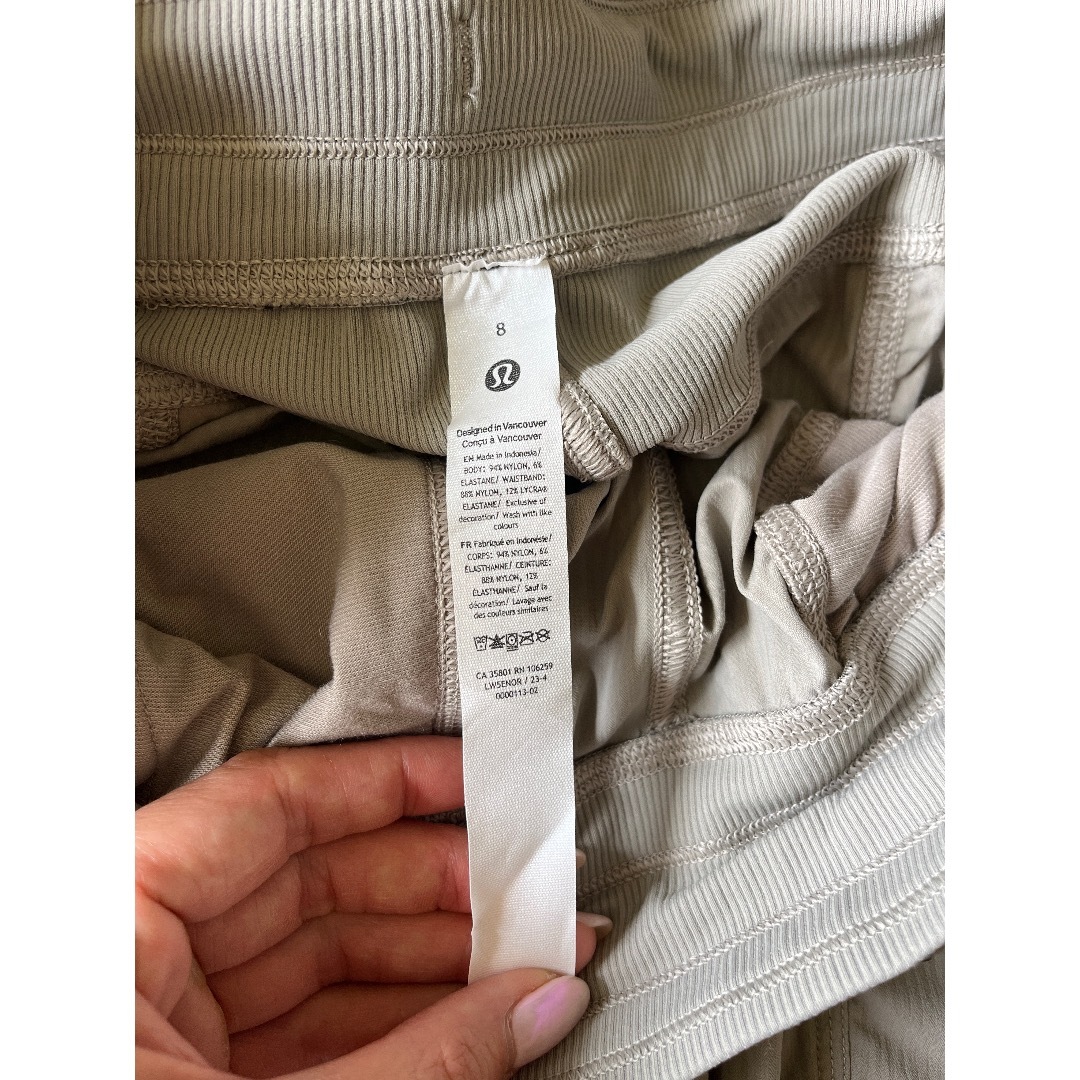 8
Designed in Vancouver
Conçu à Vancouver
EN Made in Indonesia/
BODY: 94% NYLON, 6%
ELASTANE/ WAISTBAND:
88% NYLON, 12% LYCRA®
ELASTANE/ Exclusive of
decoration/ Wash with like
colours
FR Fabriqué en Indonésie/
CORPS: 94% NYLON, 6%
ÉLASTHANNE/ CEINTURE:
88% NYLON, 12%
ÉLASTHANNE/ Sauf la
décoration/ Lavage avec
des couleurs similaires
CA 35801 RN 106259
LW5ENOR / 23-4
0000113-02